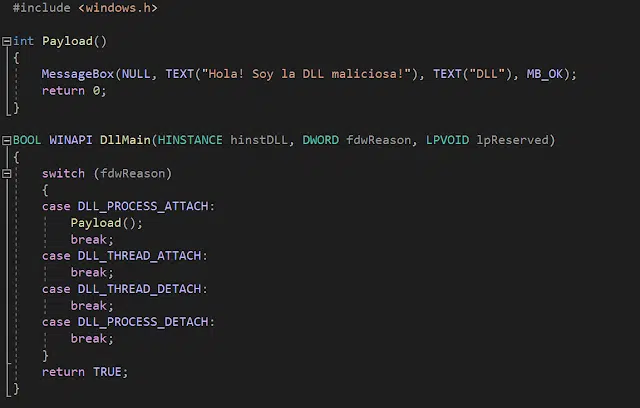 #include <windows.h>
int Payload()
{
MessageBox(NULL, TEXT("Hola! Soy la DLL maliciosa!"), TEXT("DLL"), MB_OK);
return 0;
}
BOOL WINAPI DllMain(HINSTANCE hinstDLL, DWORD fdwReason, LPVOID lpReserved)
{
switch (fdwReason)
{
case DLL_PROCESS_ATTACH:
Payload();
break;
case DLL_THREAD_ATTACH:
break;
case DLL_THREAD_DETACH:
break;
case DLL_PROCESS_DETACH:
break;
}
return TRUE;
}